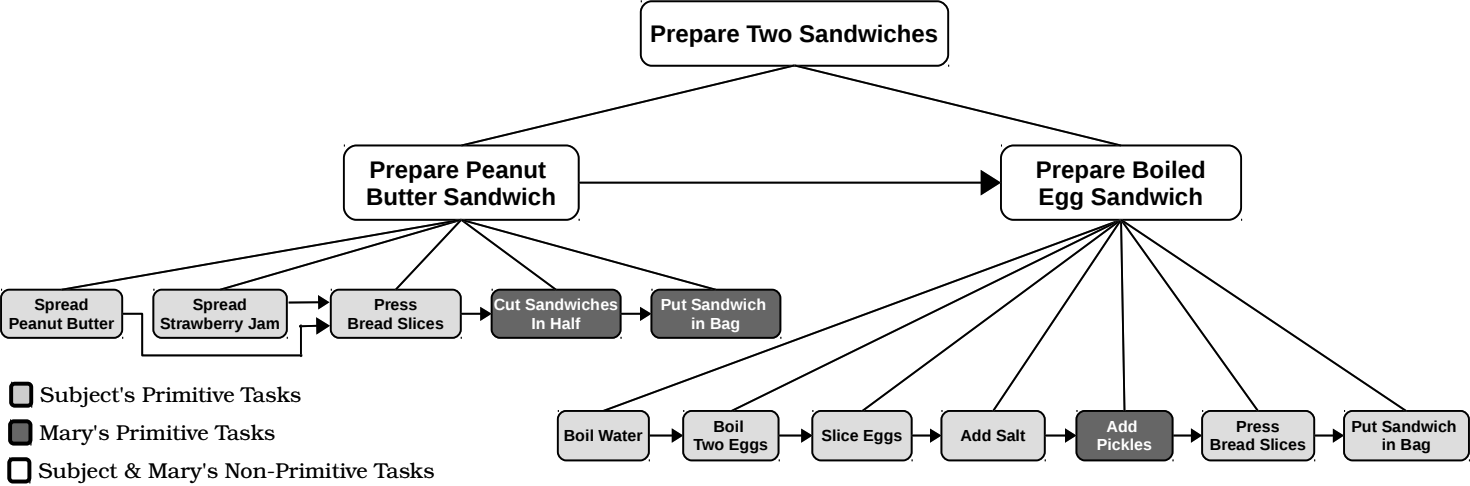 Prepare Two Sandwiches
Prepare Peanut
Butter Sandwich
Prepare Boiled
Egg Sandwich
Spread
Peanut Butter
Spread
Strawberry Jam
Press
Bread Slices
Cut Sandwiches
In Half
Put Sandwich
in Bag
Subject's Primitive Tasks
Mary's Primitive Tasks
Subject & Mary's Non-Primitive Tasks
Boil Water
Boil
Two Eggs
Slice Eggs
Add Salt
Add
Pickles
Press
Bread Slices
Put Sandwich
in Bag